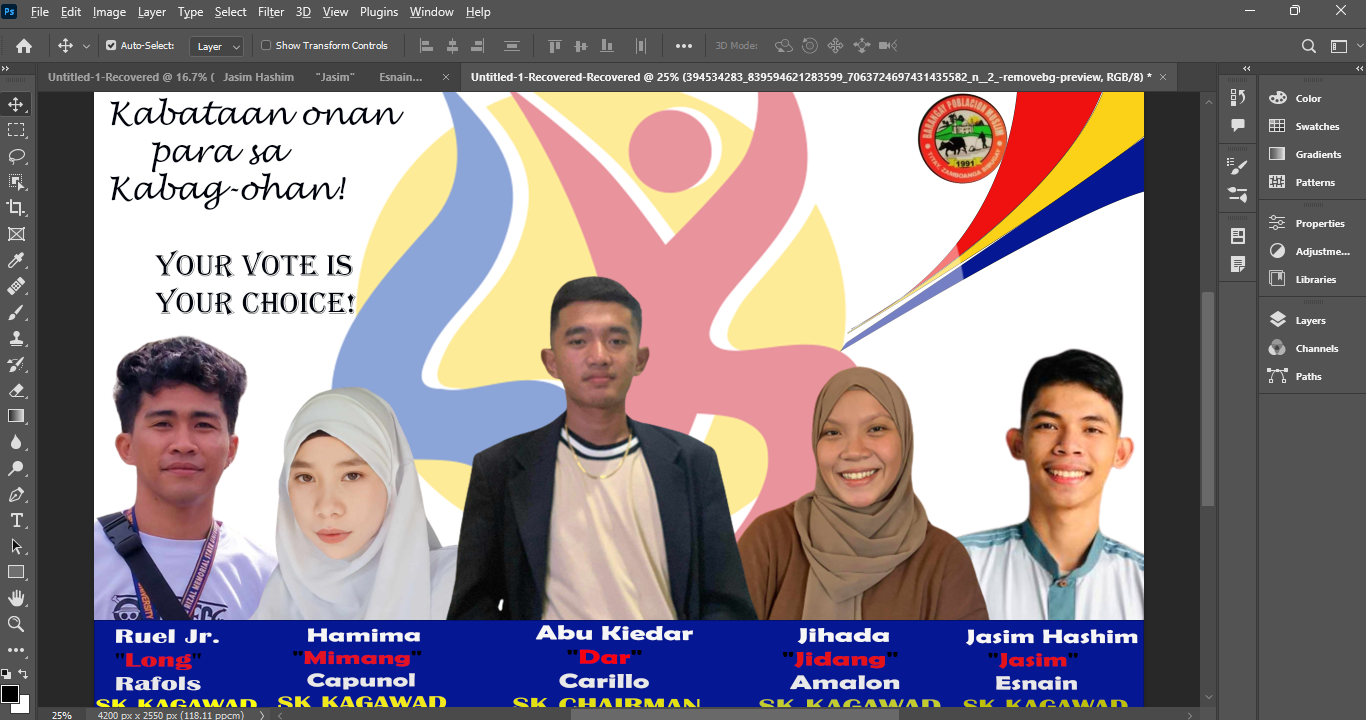 Ps File Edit Image Layer Type Select Filter 3D View Plugins Window Help
Auto-Select: Layer Show Transform Controls ••• 3D Mode:
Untitled-1-Recovered @ 16.7% ( Jasim Hashim "Jasim" Esnain... ×
Untitled-1-Recovered-Recovered @ 25% (394534283_839594621283599_7063724697431435582_n__2_-removebg-preview, RGB/8) * ×
Color
Swatches
Gradients
Patterns
Properties
Adjustme...
Libraries
Layers
Channels
Paths
Kabataan onan
para sa
Kabag-ohan!
BARANGAY POBLACION MUSLIM
TITAY ZAMBOANGA SIBUGAY
1991
YOUR VOTE IS
YOUR CHOICE!
Ruel Jr.
"Long"
Rafols
SK KAGAWAD
Hamima
"Mimang"
Capunol
SK KAGAWAD
Abu Kiedar
"Dar"
Carillo
SK CHAIRMAN
Jihada
"Jidang"
Amalon
SK KAGAWAD
Jasim Hashim
"Jasim"
Esnain
SK KAGAWAD
25% 4200 px x 2550 px (118.11 ppcm)